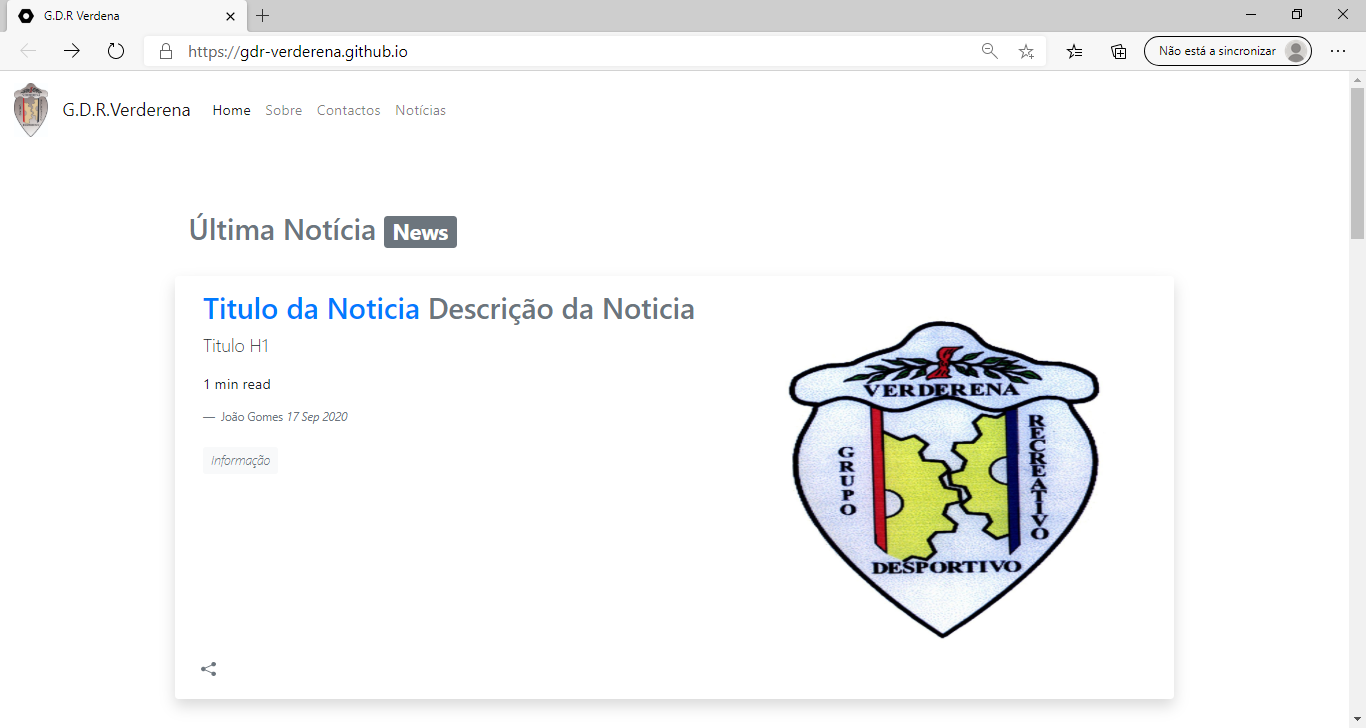 G.D.R Verdena
https://gdr-verderena.github.io
Não está a sincronizar
G.D.R.Verderena Home Sobre Contactos Notícias
Última Notícia News
Titulo da Noticia Descrição da Noticia
Titulo H1
1 min read
— João Gomes 17 Sep 2020
Informação
VERDERENA
GRUPO
RECREATIVO
DESPORTIVO